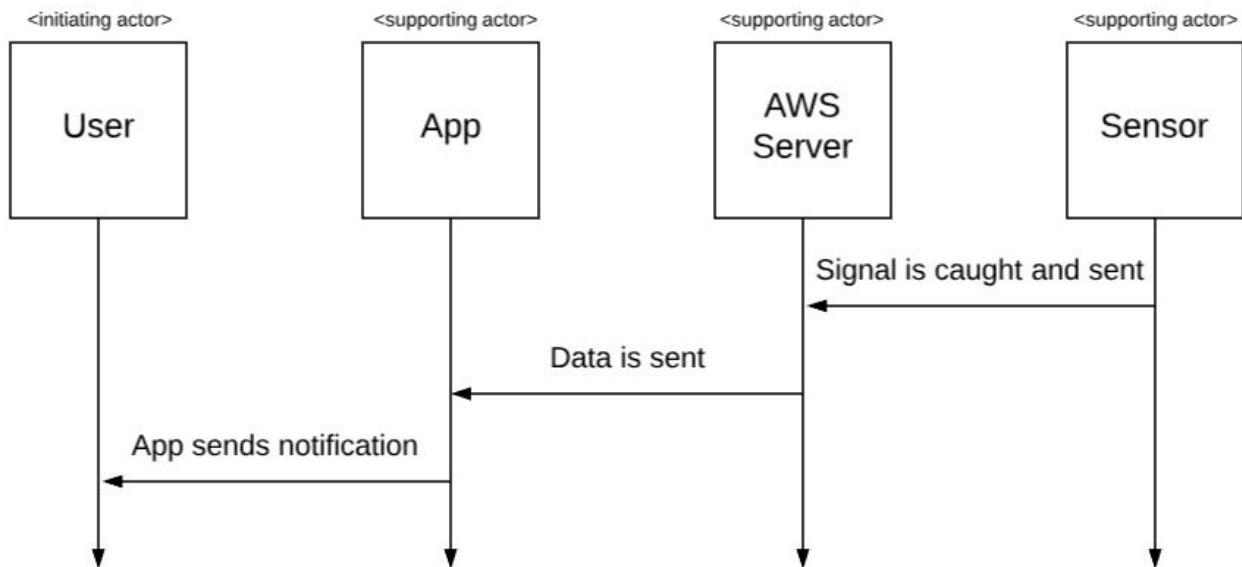 <initiating actor>
<supporting actor>
<supporting actor>
<supporting actor>
User
App
AWS
Server
Sensor
Signal is caught and sent
Data is sent
App sends notification